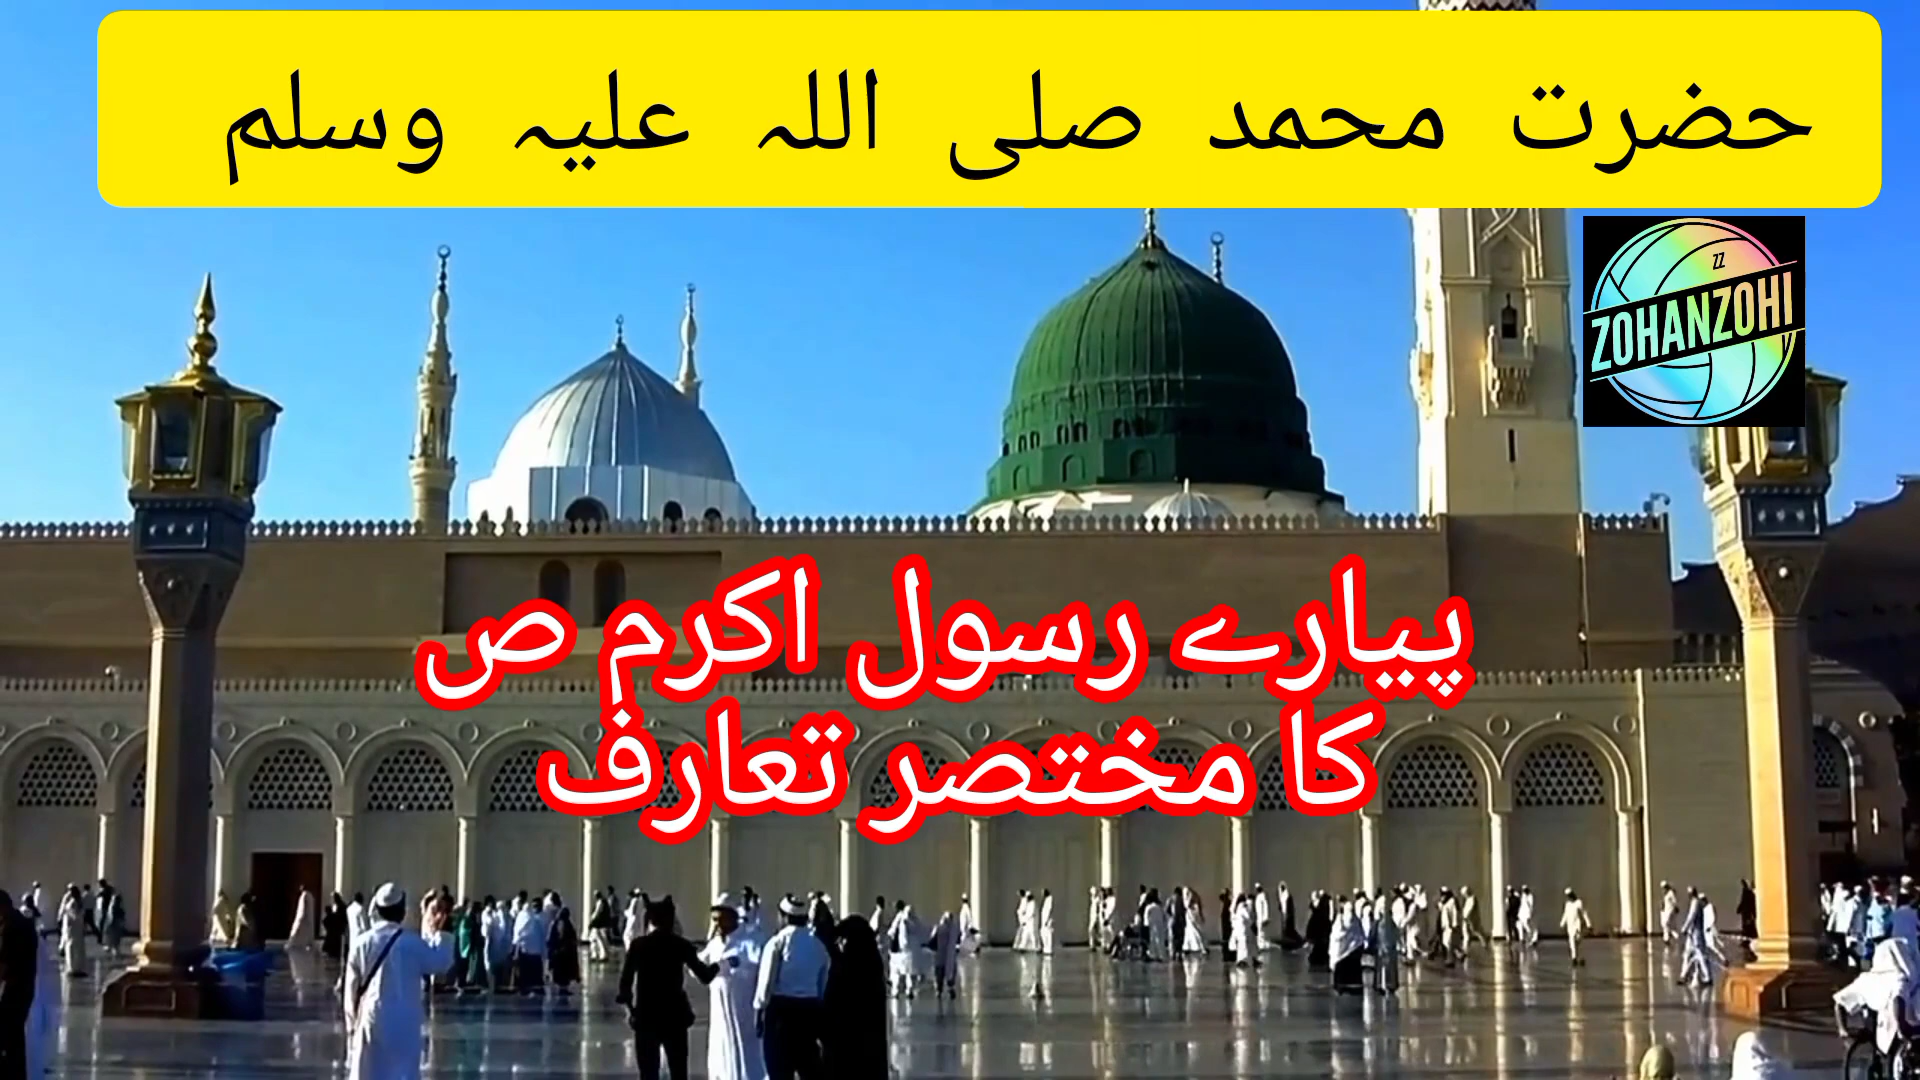 حضرت محمد صلی اللہ علیہ وسلم
ZZ
ZOHANZOHI
پیارے رسول اکرم ص
کا مختصر تعارف